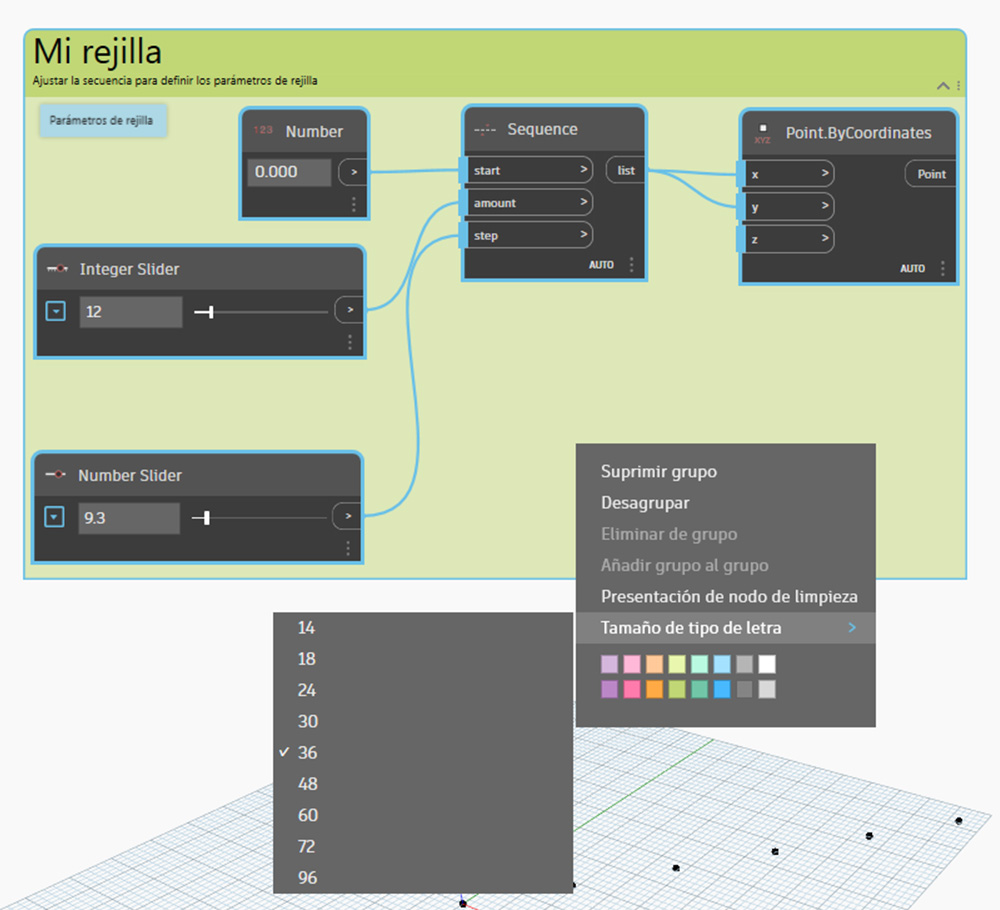 Mi rejilla
Ajustar la secuencia para definir los parámetros de rejilla
Parámetros de rejilla
123 Number
0.000 >
Sequence
start >
amount >
step >
list
AUTO
XYZ Point.ByCoordinates
x >
y >
z >
Point
AUTO
Integer Slider
12 >
Number Slider
9.3 >
Suprimir grupo
Desagrupar
Eliminar de grupo
Añadir grupo al grupo
Presentación de nodo de limpieza
Tamaño de tipo de letra >
14
18
24
30
✓ 36
48
60
72
96